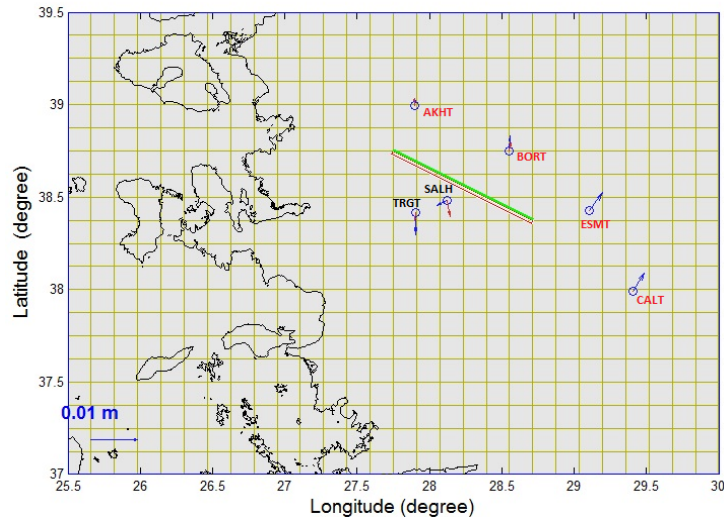 39.5
39
AKHT
BORT
Latitude (degree)
38.5
SALH
TRGT
ESMT
38
CALT
37.5
0.01 m
37
25.5 26 26.5 27 27.5 28 28.5 29 29.5 30
Longitude (degree)